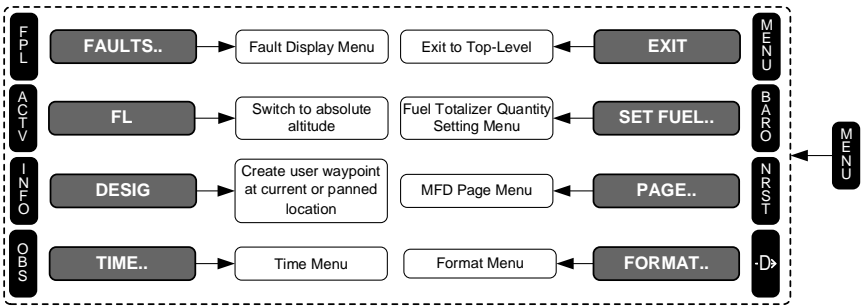 FPL
FAULTS..
Fault Display Menu
Exit to Top-Level
EXIT
MENU
ACTV
FL
Switch to absolute
altitude
Fuel Totalizer Quantity
Setting Menu
SET FUEL..
BARO
MENU
INFO
DESIG
Create user waypoint
at current or panned
location
MFD Page Menu
PAGE..
NRST
OBS
TIME..
Time Menu
Format Menu
FORMAT..
D